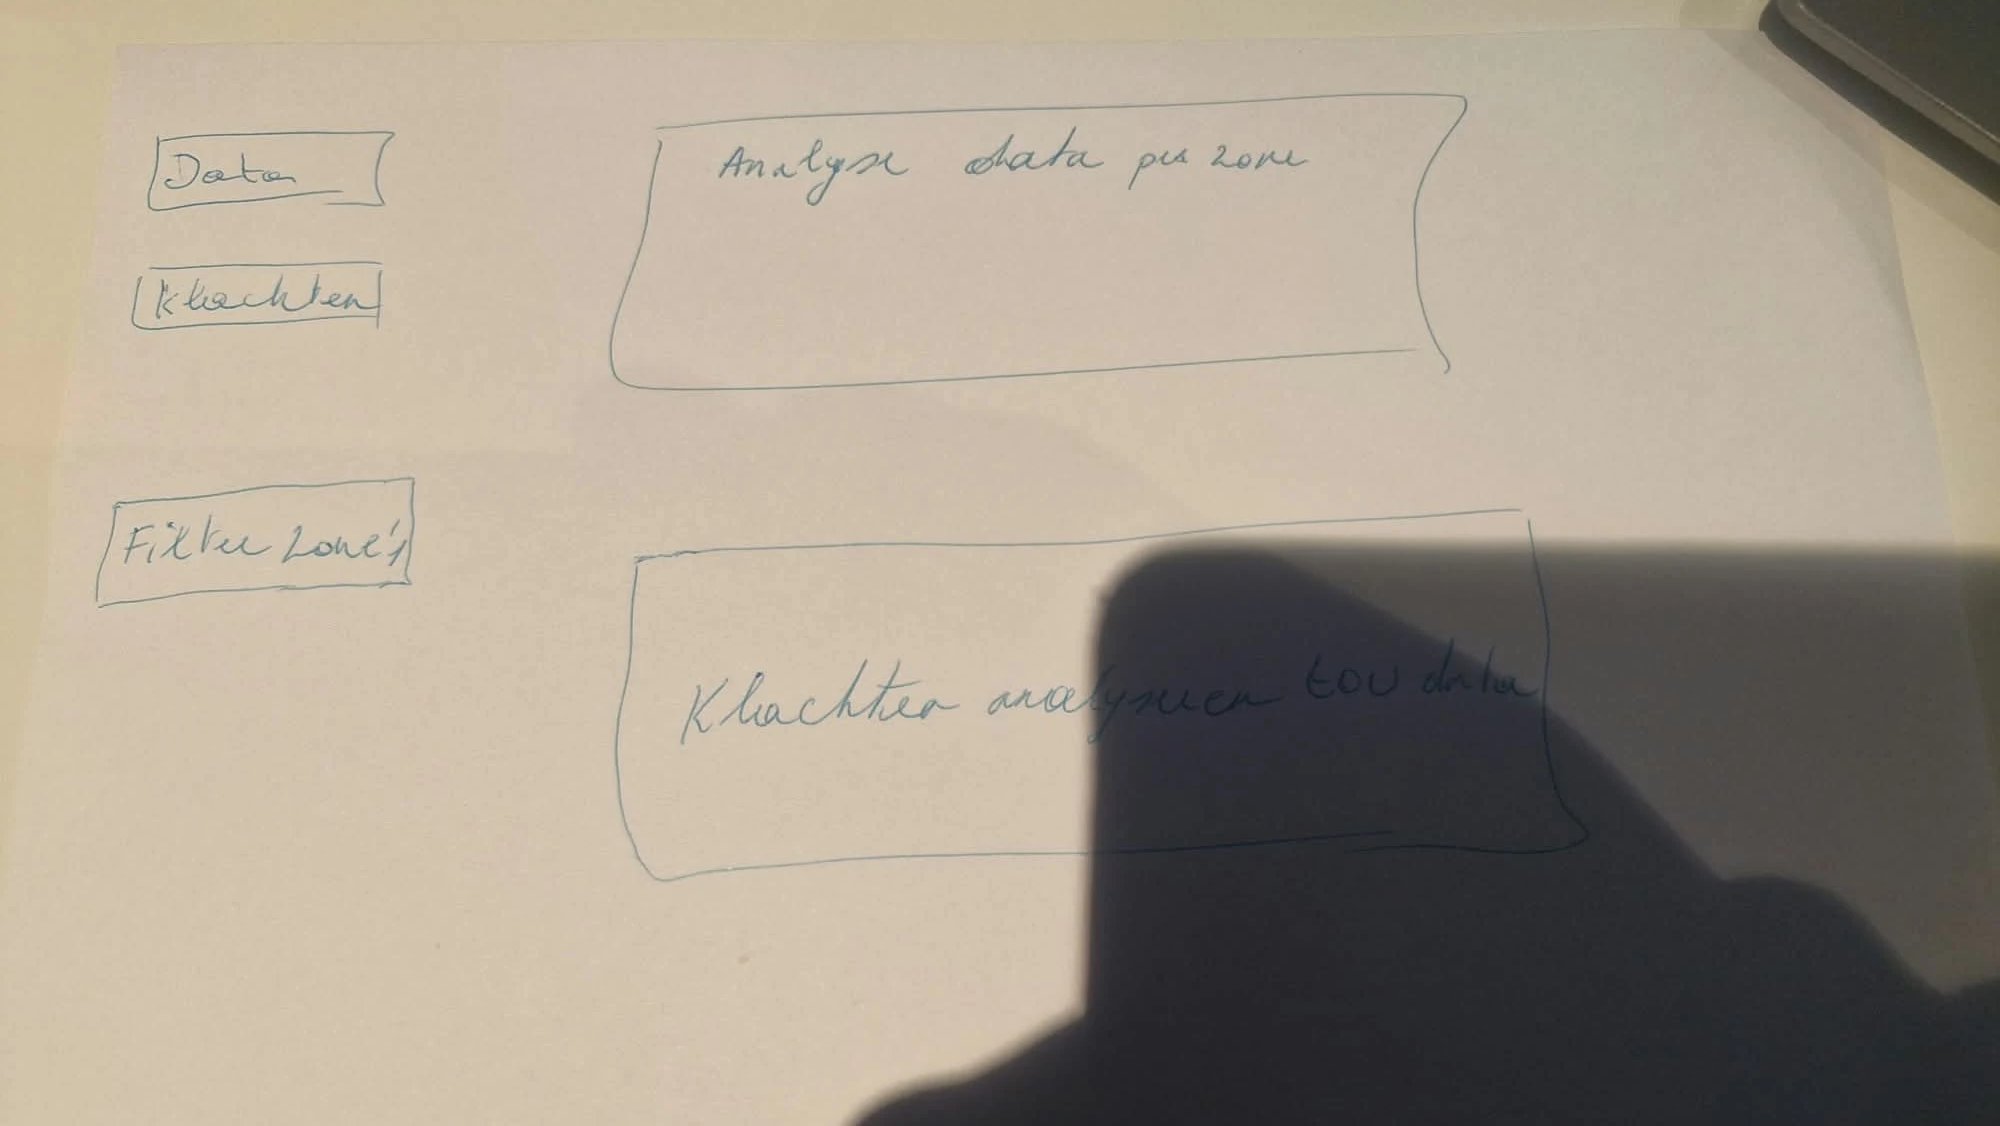 Data
Klachten
Filter zone's
Analyse data per zone
Klachten analyseren tov data